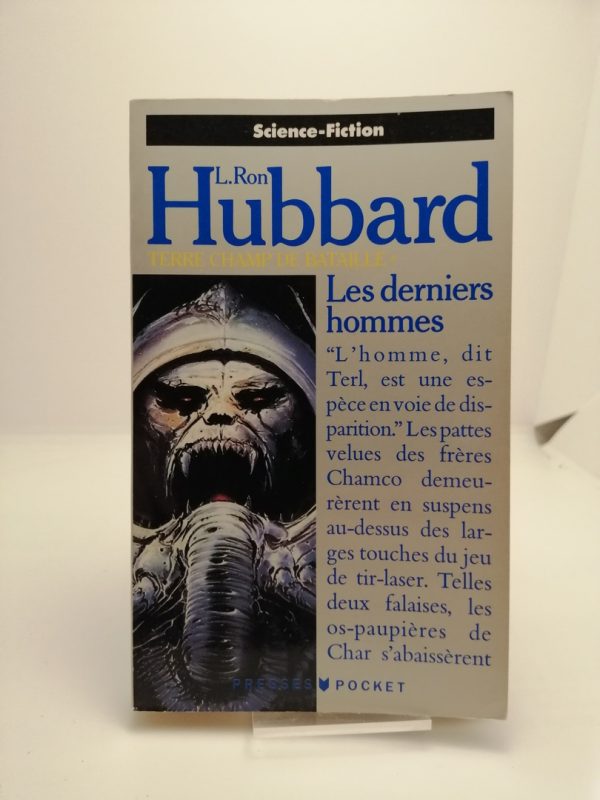 Science-Fiction
L.Ron
Hubbard
TERRE CHAMP DE BATAILLE
Les derniers
hommes
"L'homme, dit
Terl, est une es-
pèce en voie de dis-
parition." Les pattes
velues des frères
Chamco demeu-
rèrent en suspens
au-dessus des lar-
ges touches du jeu
de tir-laser. Telles
deux falaises, les
os-paupières de
Char s'abaissèrent
PRESSES POCKET